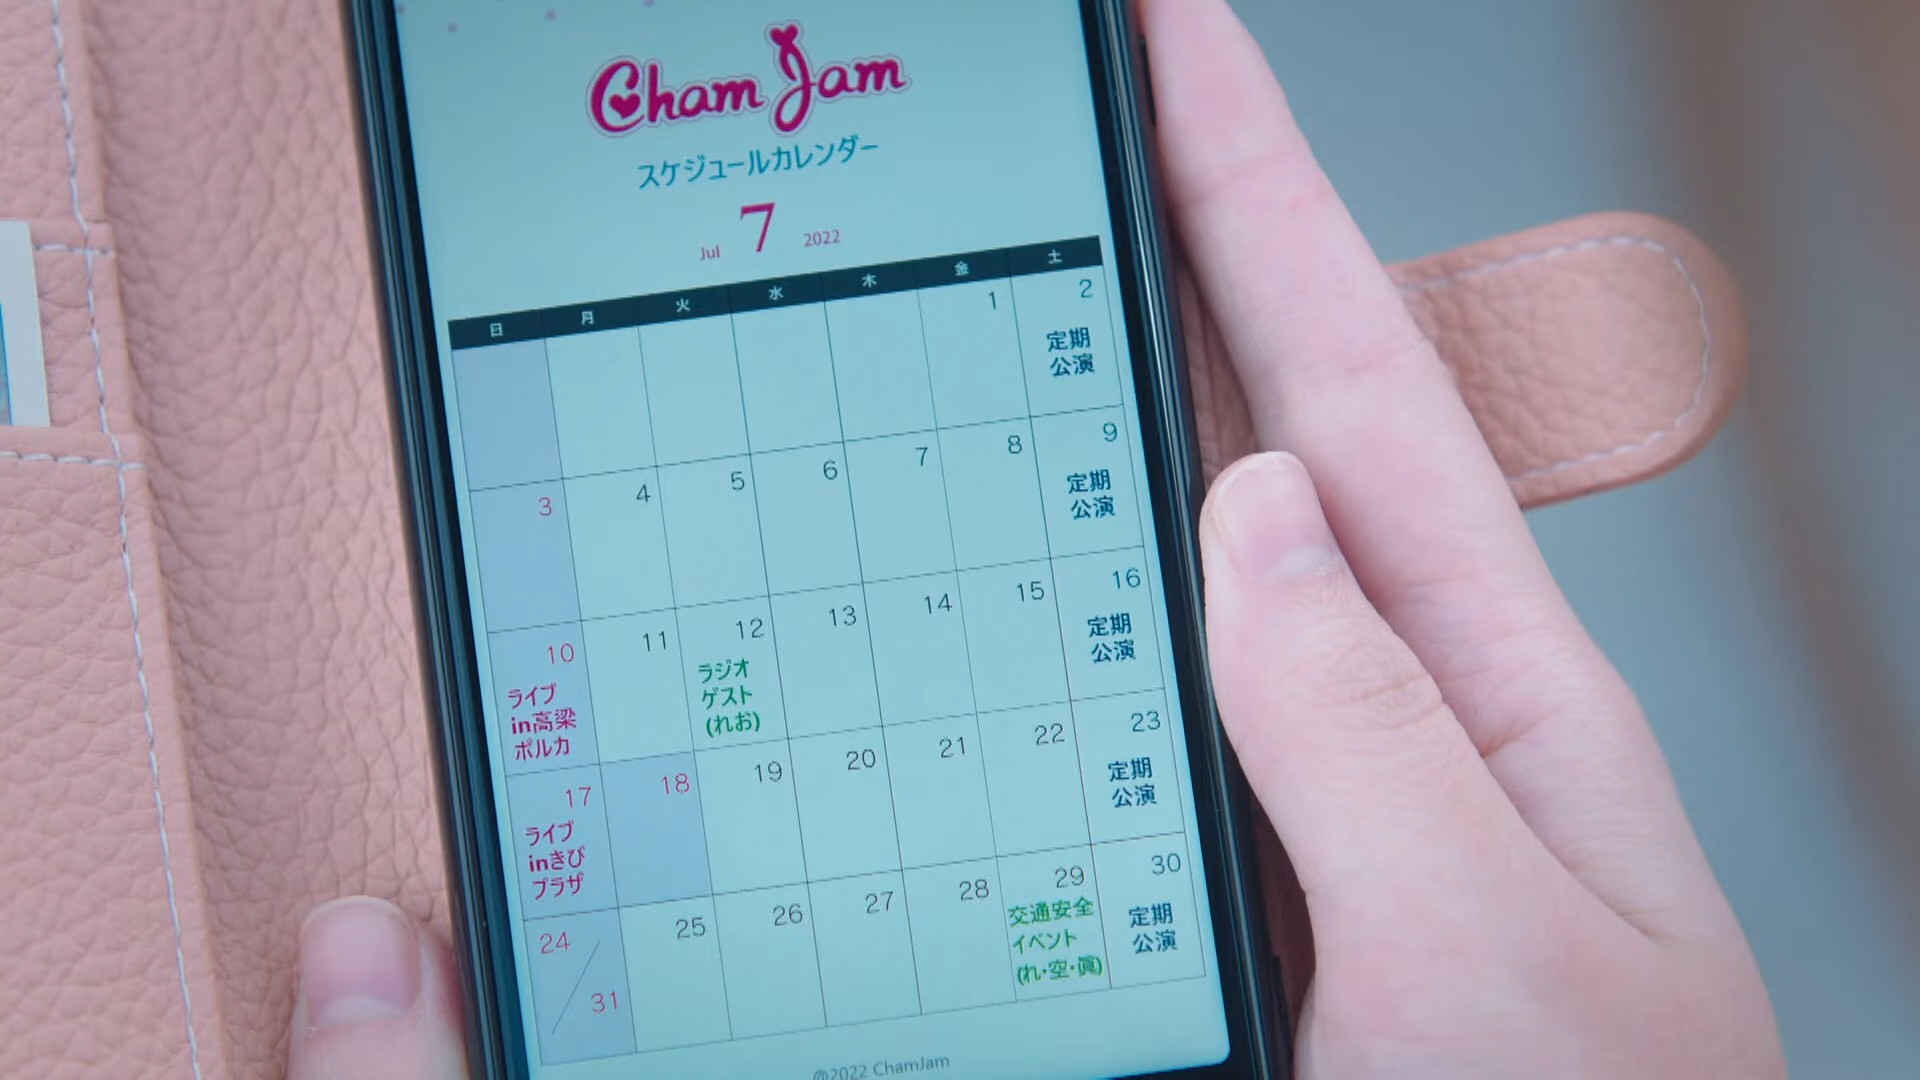 Cham Jam
スケジュールカレンダー
Jul 7 2022
日 月 火 水 木 金 土
1 2
定期
公演
3 4 5 6 7 8 9
定期
公演
10 11 12 13 14 15 16
ライブ
in高梁
ポルカ
ラジオ
ゲスト
(れお)
定期
公演
17 18 19 20 21 22 23
ライブ
inきび
プラザ
定期
公演
24/31 25 26 27 28 29 30
交通安全
イベント
(れ・空・眞)
定期
公演
©2022 ChamJam